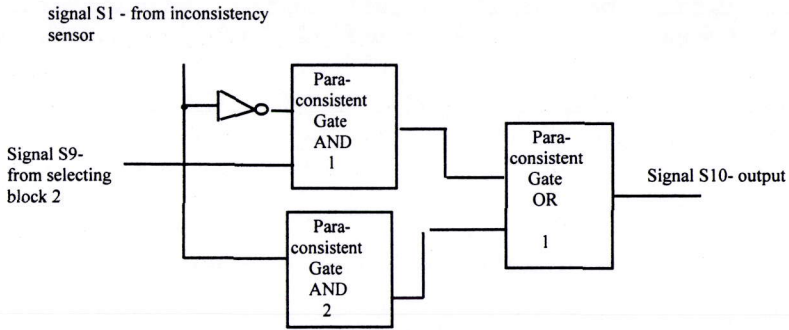 signal S1 - from inconsistency
sensor
Para-
consistent
Gate
AND
1
Signal S9-
from selecting
block 2
Para-
consistent
Gate
OR
1
Signal S10- output
Para-
consistent
Gate
AND
2